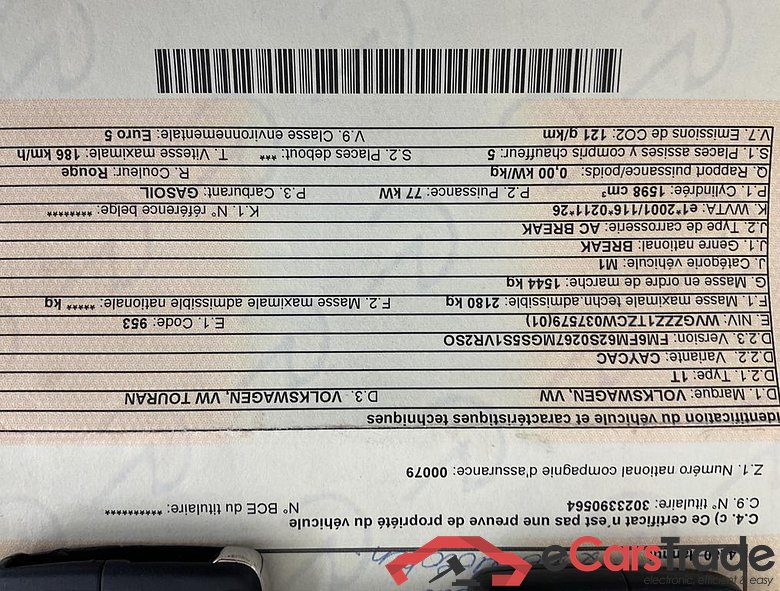 4.20 
C.4. c) Ce certificat n'est pas une preuve de propriété du véhicule
C.9. N° titulaire: 3023390564 N° BCE du titulaire: **********
Z.1. Numéro national compagnie d'assurance: 00079
Identification du véhicule et caractéristiques techniques
D.1. Marque: VOLKSWAGEN, VW D.3. VOLKSWAGEN, VW TOURAN
D.2.1. Type: 1T
D.2.2. Variante: CAYCAC
D.2.3. Version: FM6FM62S0267MGS5S1VR2SO
E. NIV: WVGZZZ1TZCW037579(01) E.1. Code: 953
F.1. Masse maximale techn.admissible: 2180 kg F.2. Masse maximale admissible nationale: ***** kg
G. Masse en ordre de marche: 1544 kg
J. Catégorie véhicule: M1
J.1. Genre national: BREAK
J.2. Type de carrosserie: AC BREAK
K. WVTA: e1*2001/116*0211*26 K.1. N° référence belge: *******
P.1. Cylindrée: 1598 cm³ P.2. Puissance: 77 kW P.3. Carburant: GASOIL
Q. Rapport puissance/poids: 0,00 kW/kg R. Couleur: Rouge
S.1. Places assises y compris chauffeur: 5 S.2. Places debout: *** T. Vitesse maximale: 186 km/h
V.7. Emissions de CO2: 121 g/km V.9. Classe environnementale: Euro 5
eCarsTrade
electronic, efficient & easy